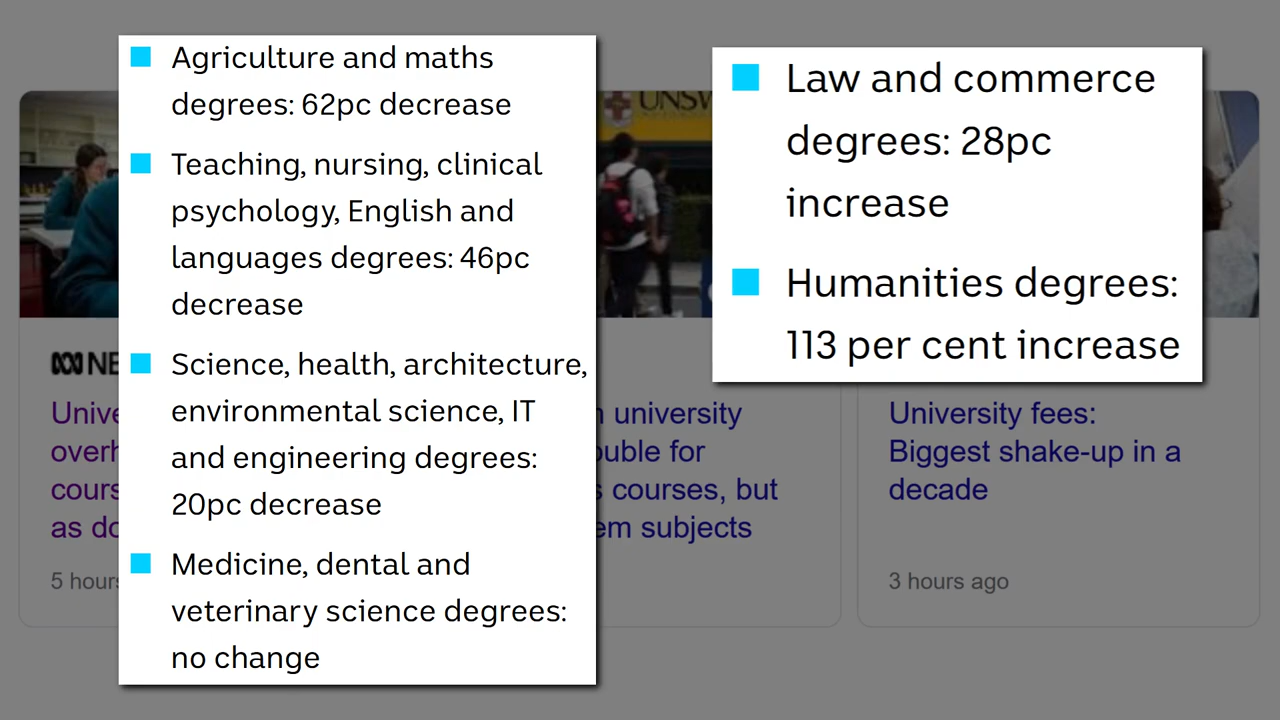 Agriculture and maths
degrees: 62pc decrease
Teaching, nursing, clinical
psychology, English and
languages degrees: 46pc
decrease
Science, health, architecture,
environmental science, IT
and engineering degrees:
20pc decrease
Medicine, dental and
veterinary science degrees:
no change
Law and commerce
degrees: 28pc
increase
Humanities degrees:
113 per cent increase
UNSW
university
for
courses, but
subjects
5 hours
University fees:
Biggest shake-up in a
decade
3 hours ago